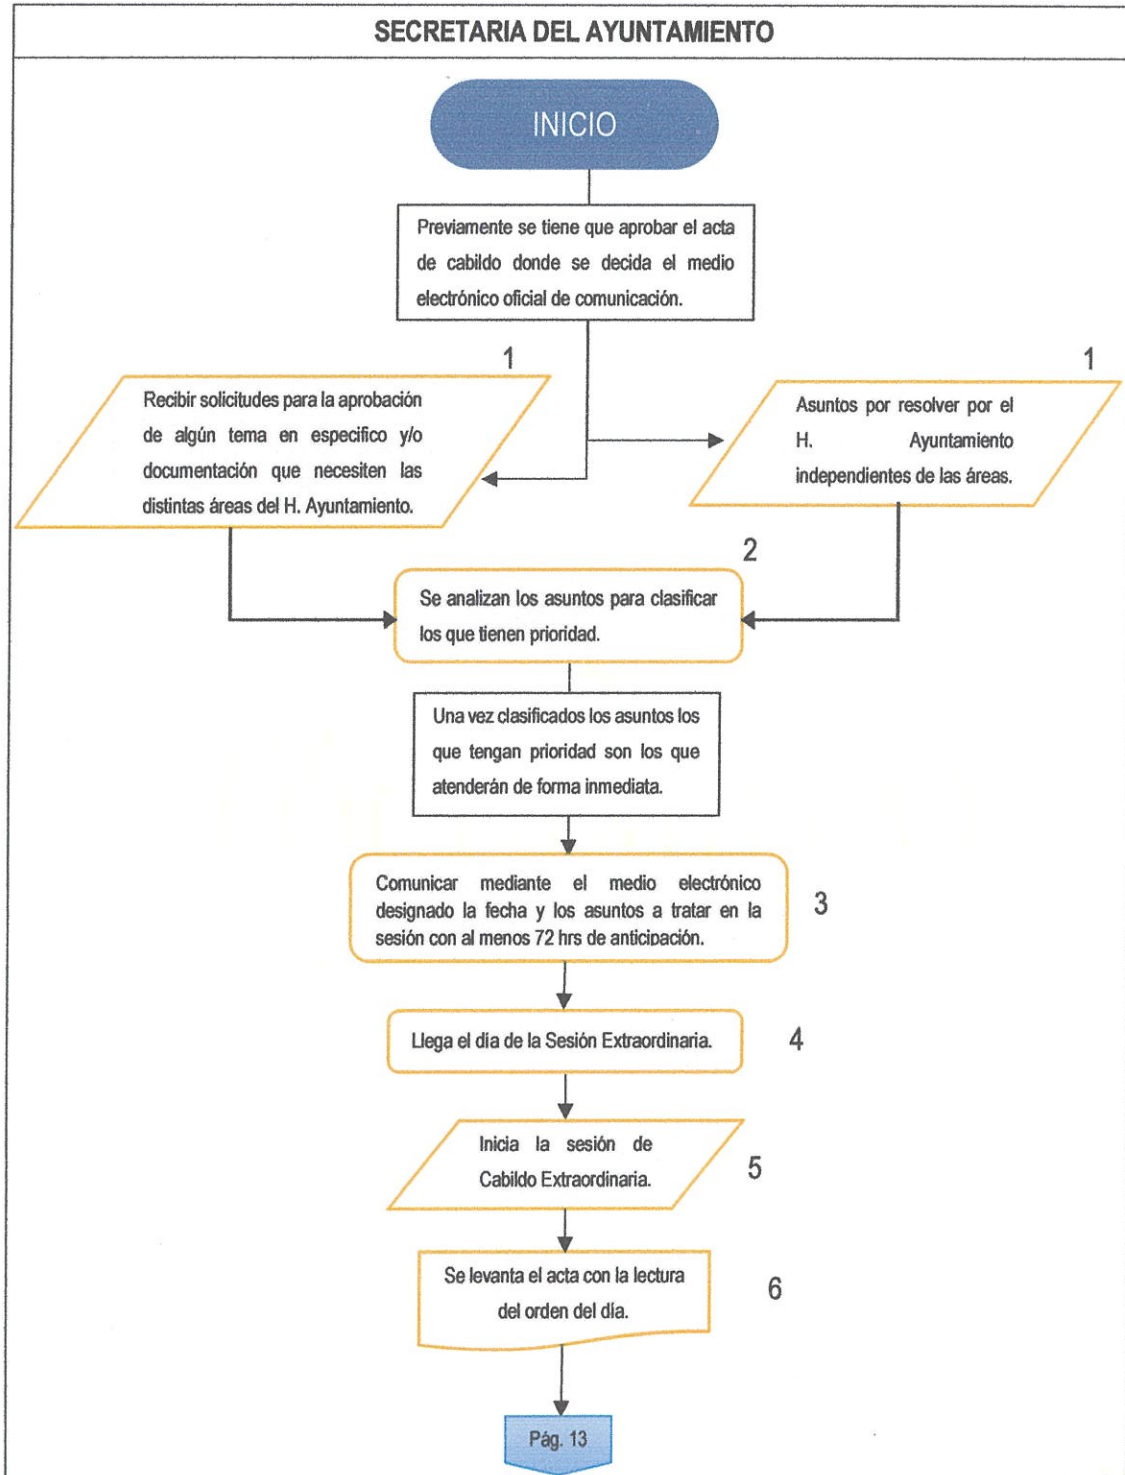 SECRETARIA DEL AYUNTAMIENTO
INICIO
Previamente se tiene que aprobar el acta
de cabildo donde se decida el medio
electrónico oficial de comunicación.
1
Recibir solicitudes para la aprobación
de algún tema en especifico y/o
documentación que necesiten las
distintas áreas del H. Ayuntamiento.
1
Asuntos por resolver por el
H. Ayuntamiento
independientes de las áreas.
2
Se analizan los asuntos para clasificar
los que tienen prioridad.
Una vez clasificados los asuntos los
que tengan prioridad son los que
atenderán de forma inmediata.
Comunicar mediante el medio electrónico
designado la fecha y los asuntos a tratar en la
sesión con al menos 72 hrs de anticipación.
3
Llega el día de la Sesión Extraordinaria.
4
Inicia la sesión de
Cabildo Extraordinaria.
5
Se levanta el acta con la lectura
del orden del día.
6
Pág. 13